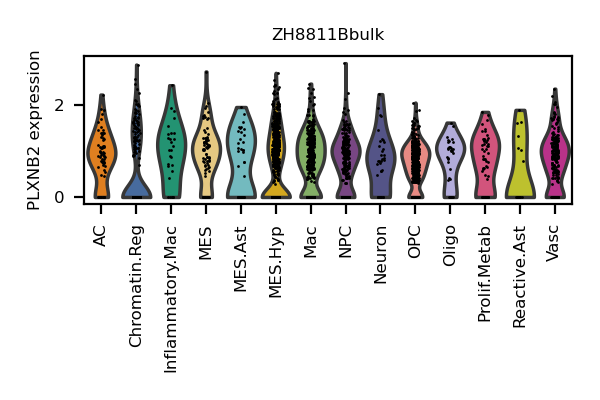 ZH8811Bbulk
PLXNB2 expression
2
0
AC
Chromatin.Reg
Inflammatory.Mac
MES
MES.Ast
MES.Hyp
Mac
NPC
Neuron
OPC
Oligo
Prolif.Metab
Reactive.Ast
Vasc